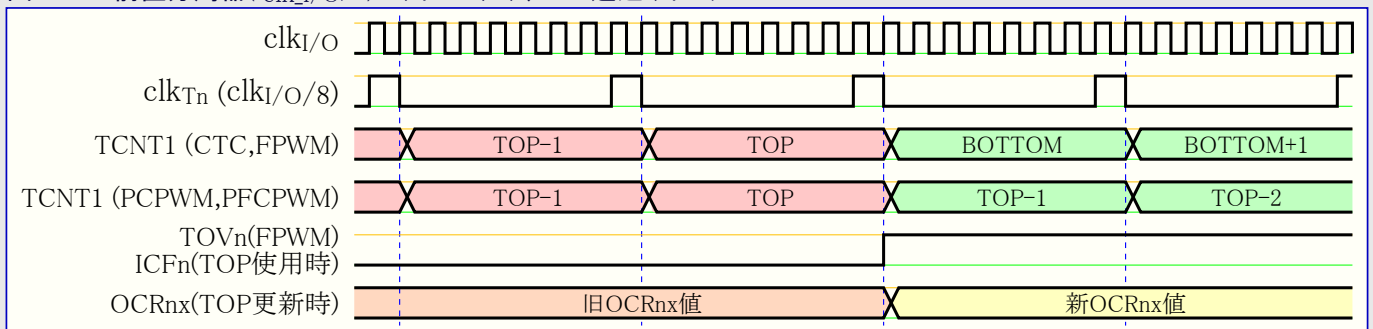 clkI/O
clkTn (clkI/O/8)
TCNT1 (CTC,FPWM) TOP-1 TOP BOTTOM BOTTOM+1
TCNT1 (PCPWM,PFCPWM) TOP-1 TOP TOP-1 TOP-2
TOVn(FPWM)
ICFn(TOP使用時)
OCRnx(TOP更新時) 旧OCRnx値 新OCRnx値